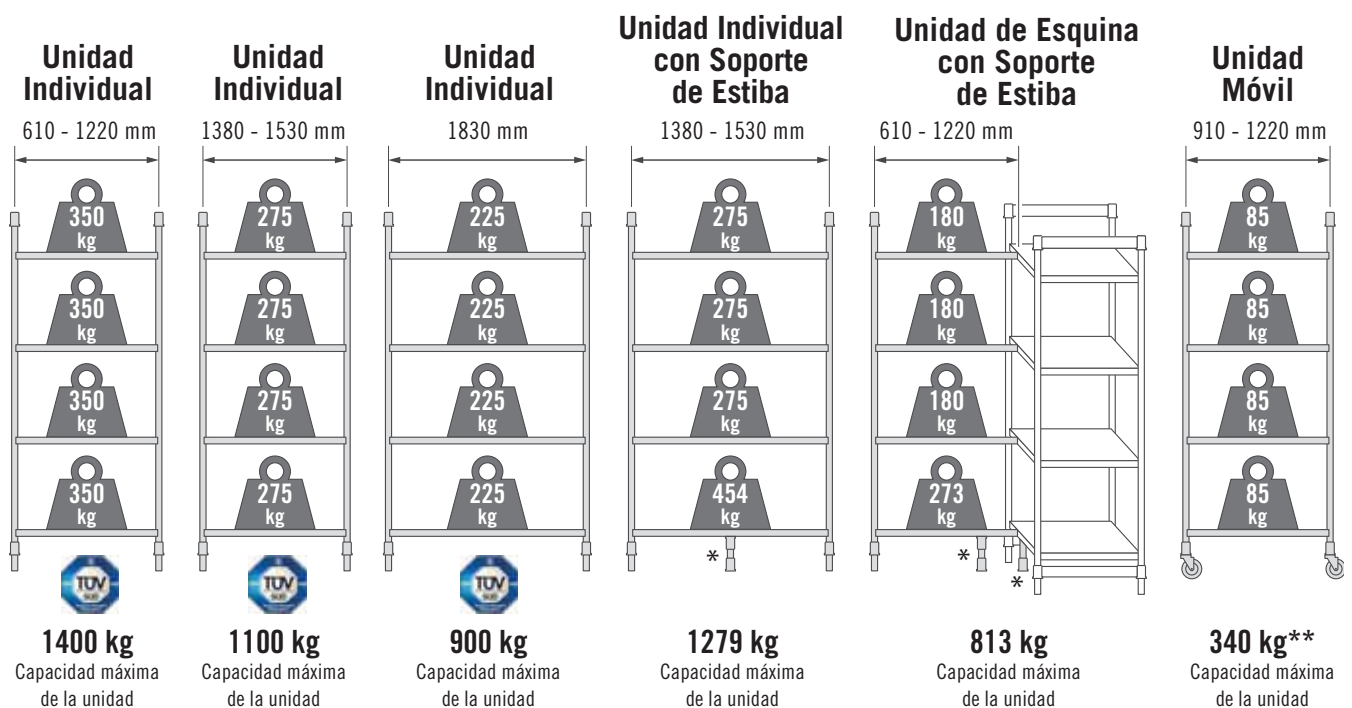 Unidad
Individual
610 - 1220 mm
350
kg
350
kg
350
kg
350
kg
TÜV
SÜD
1400 kg
Capacidad máxima
de la unidad
Unidad
Individual
1380 - 1530 mm
275
kg
275
kg
275
kg
275
kg
TÜV
SÜD
1100 kg
Capacidad máxima
de la unidad
Unidad
Individual
1830 mm
225
kg
225
kg
225
kg
225
kg
TÜV
SÜD
900 kg
Capacidad máxima
de la unidad
Unidad Individual
con Soporte
de Estiba
1380 - 1530 mm
275
kg
275
kg
275
kg
454
kg
*
1279 kg
Capacidad máxima
de la unidad
Unidad de Esquina
con Soporte
de Estiba
610 - 1220 mm
180
kg
180
kg
180
kg
273
kg
*
*
813 kg
Capacidad máxima
de la unidad
Unidad
Móvil
910 - 1220 mm
85
kg
85
kg
85
kg
85
kg
340 kg**
Capacidad máxima
de la unidad